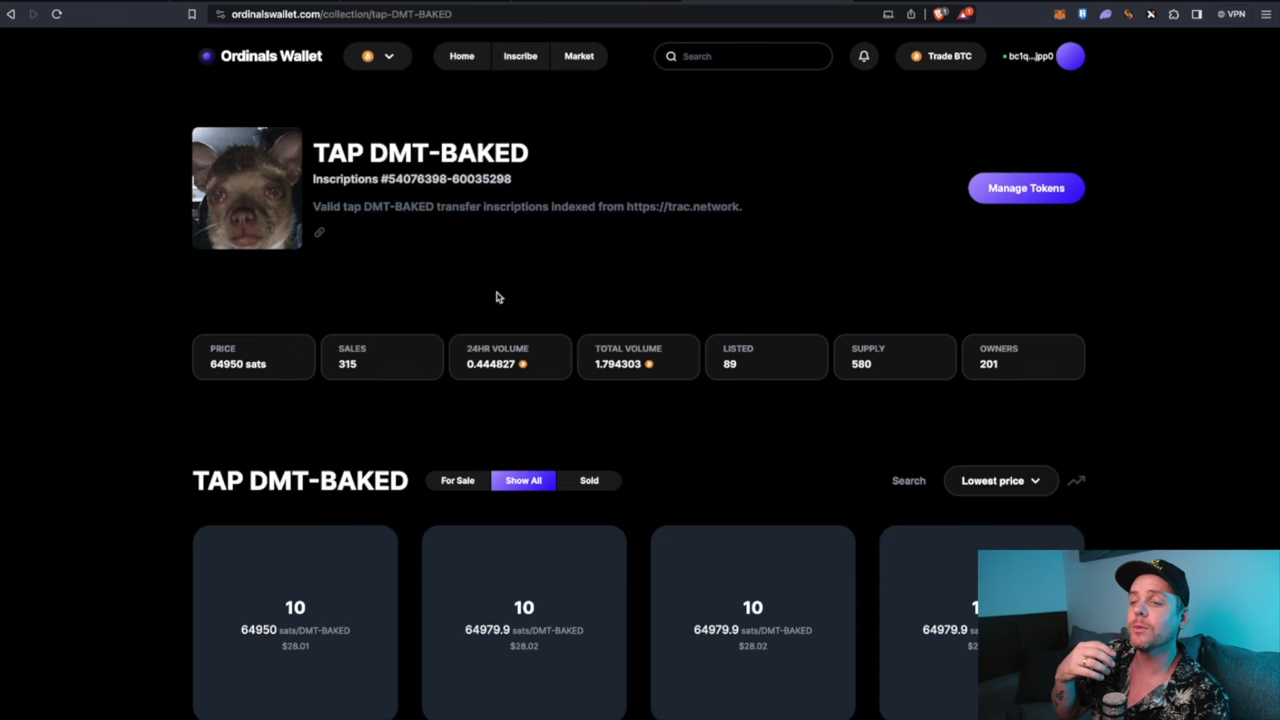 ordinalswallet.com/collection/tap-DMT-BAKED
VPN
Ordinals Wallet
Home
Inscribe
Market
Search
Trade BTC
bc1q...jpp0
TAP DMT-BAKED
Inscriptions #54076398-60035298
Valid tap DMT-BAKED transfer inscriptions indexed from https://trac.network.
Manage Tokens
PRICE
64950 sats
SALES
315
24HR VOLUME
0.444827
TOTAL VOLUME
1.794303
LISTED
89
SUPPLY
580
OWNERS
201
TAP DMT-BAKED
For Sale
Show All
Sold
Search
Lowest price
10
64950 sats/DMT-BAKED
$28.01
10
64979.9 sats/DMT-BAKED
$28.02
10
64979.9 sats/DMT-BAKED
$28.02
64979.9